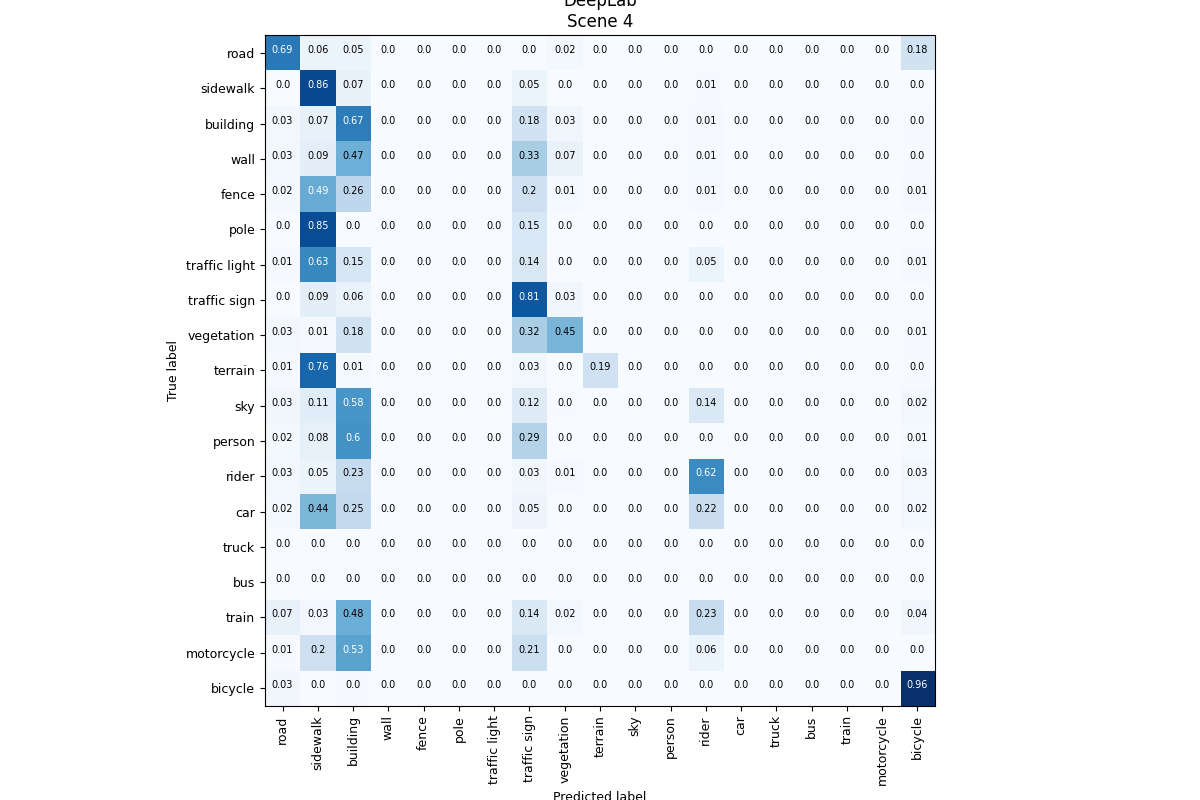 DeepLab
Scene 4
road 0.69 0.06 0.05 0.0 0.0 0.0 0.0 0.0 0.02 0.0 0.0 0.0 0.0 0.0 0.0 0.0 0.0 0.0 0.18
sidewalk 0.0 0.86 0.07 0.0 0.0 0.0 0.0 0.05 0.0 0.0 0.0 0.0 0.01 0.0 0.0 0.0 0.0 0.0 0.0
building 0.03 0.07 0.67 0.0 0.0 0.0 0.0 0.18 0.03 0.0 0.0 0.0 0.01 0.0 0.0 0.0 0.0 0.0 0.0
wall 0.03 0.09 0.47 0.0 0.0 0.0 0.0 0.33 0.07 0.0 0.0 0.0 0.01 0.0 0.0 0.0 0.0 0.0 0.0
fence 0.02 0.49 0.26 0.0 0.0 0.0 0.0 0.2 0.01 0.0 0.0 0.0 0.01 0.0 0.0 0.0 0.0 0.0 0.01
pole 0.0 0.85 0.0 0.0 0.0 0.0 0.0 0.15 0.0 0.0 0.0 0.0 0.0 0.0 0.0 0.0 0.0 0.0 0.0
traffic light 0.01 0.63 0.15 0.0 0.0 0.0 0.0 0.14 0.0 0.0 0.0 0.0 0.05 0.0 0.0 0.0 0.0 0.0 0.01
traffic sign 0.0 0.09 0.06 0.0 0.0 0.0 0.0 0.81 0.03 0.0 0.0 0.0 0.0 0.0 0.0 0.0 0.0 0.0 0.0
vegetation 0.03 0.01 0.18 0.0 0.0 0.0 0.0 0.32 0.45 0.0 0.0 0.0 0.0 0.0 0.0 0.0 0.0 0.0 0.01
terrain 0.01 0.76 0.01 0.0 0.0 0.0 0.0 0.03 0.0 0.19 0.0 0.0 0.0 0.0 0.0 0.0 0.0 0.0 0.0
sky 0.03 0.11 0.58 0.0 0.0 0.0 0.0 0.12 0.0 0.0 0.0 0.0 0.14 0.0 0.0 0.0 0.0 0.0 0.02
person 0.02 0.08 0.6 0.0 0.0 0.0 0.0 0.29 0.0 0.0 0.0 0.0 0.0 0.0 0.0 0.0 0.0 0.0 0.01
rider 0.03 0.05 0.23 0.0 0.0 0.0 0.0 0.03 0.01 0.0 0.0 0.0 0.62 0.0 0.0 0.0 0.0 0.0 0.03
car 0.02 0.44 0.25 0.0 0.0 0.0 0.0 0.05 0.0 0.0 0.0 0.0 0.22 0.0 0.0 0.0 0.0 0.0 0.02
truck 0.0 0.0 0.0 0.0 0.0 0.0 0.0 0.0 0.0 0.0 0.0 0.0 0.0 0.0 0.0 0.0 0.0 0.0 0.0
bus 0.0 0.0 0.0 0.0 0.0 0.0 0.0 0.0 0.0 0.0 0.0 0.0 0.0 0.0 0.0 0.0 0.0 0.0 0.0
train 0.07 0.03 0.48 0.0 0.0 0.0 0.0 0.14 0.02 0.0 0.0 0.0 0.23 0.0 0.0 0.0 0.0 0.0 0.04
motorcycle 0.01 0.2 0.53 0.0 0.0 0.0 0.0 0.21 0.0 0.0 0.0 0.0 0.06 0.0 0.0 0.0 0.0 0.0 0.0
bicycle 0.03 0.0 0.0 0.0 0.0 0.0 0.0 0.0 0.0 0.0 0.0 0.0 0.0 0.0 0.0 0.0 0.0 0.0 0.96
True label
road sidewalk building wall fence pole traffic light traffic sign vegetation terrain sky person rider car truck bus train motorcycle bicycle
Predicted label